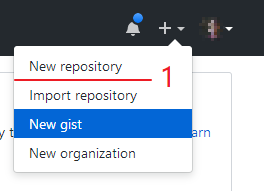 New repository
1
Import repository
New gist
New organization